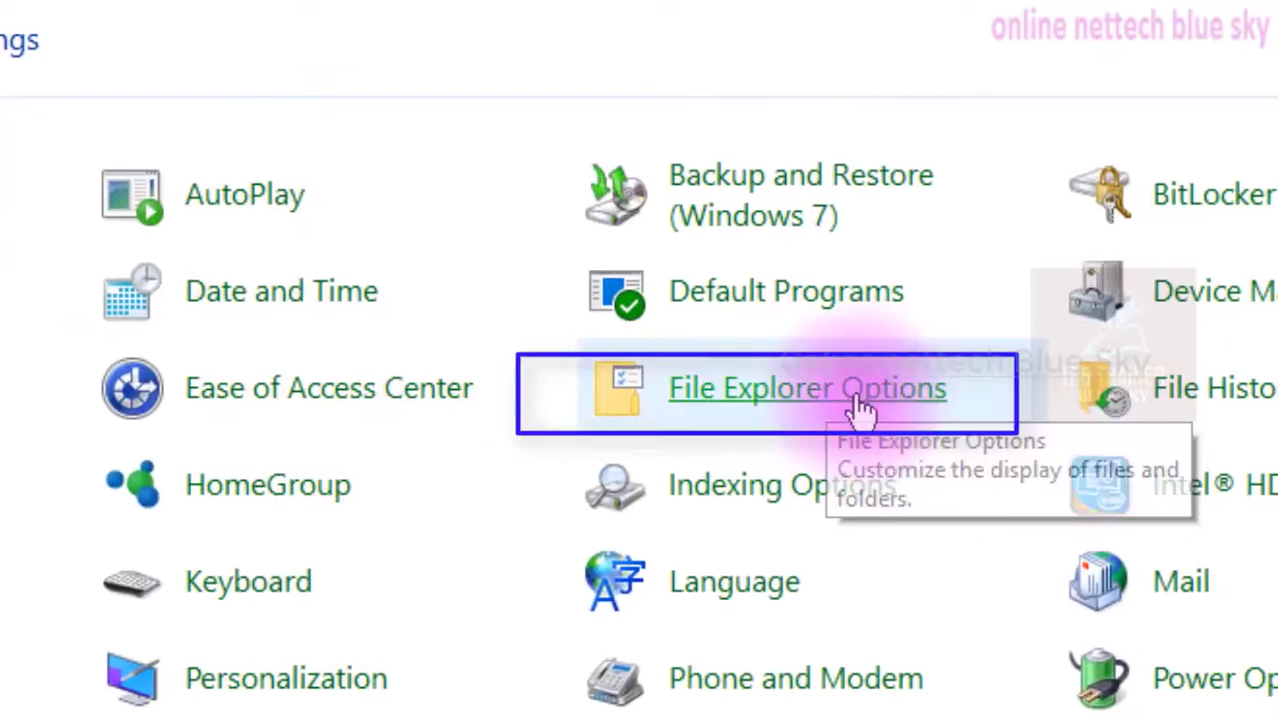 ngs
online nettech blue sky
AutoPlay
Backup and Restore
(Windows 7)
BitLocker
Date and Time
Default Programs
Device M
Ease of Access Center
File Explorer Options
File Histo
File Explorer Options
Customize the display of files and
folders.
HomeGroup
Indexing Options
Intel® HD
Keyboard
Language
Mail
Personalization
Phone and Modem
Power Op